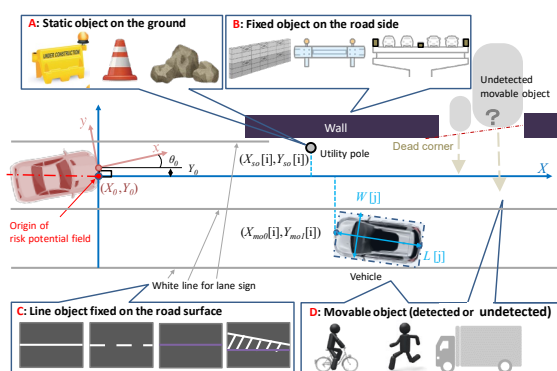 A: Static object on the ground
UNDER CONSTRUCTION
B: Fixed object on the road side
Undetected
movable object
?
Wall
Dead corner
Utility pole
y
x
θ₀
Y₀
(X₀,Y₀)
(Xso[i],Yso[i])
X
Origin of
risk potential field
W[j]
(Xmo0[i],Ymo1[i])
L[j]
White line for lane sign
Vehicle
C: Line object fixed on the road surface
D: Movable object (detected or undetected)